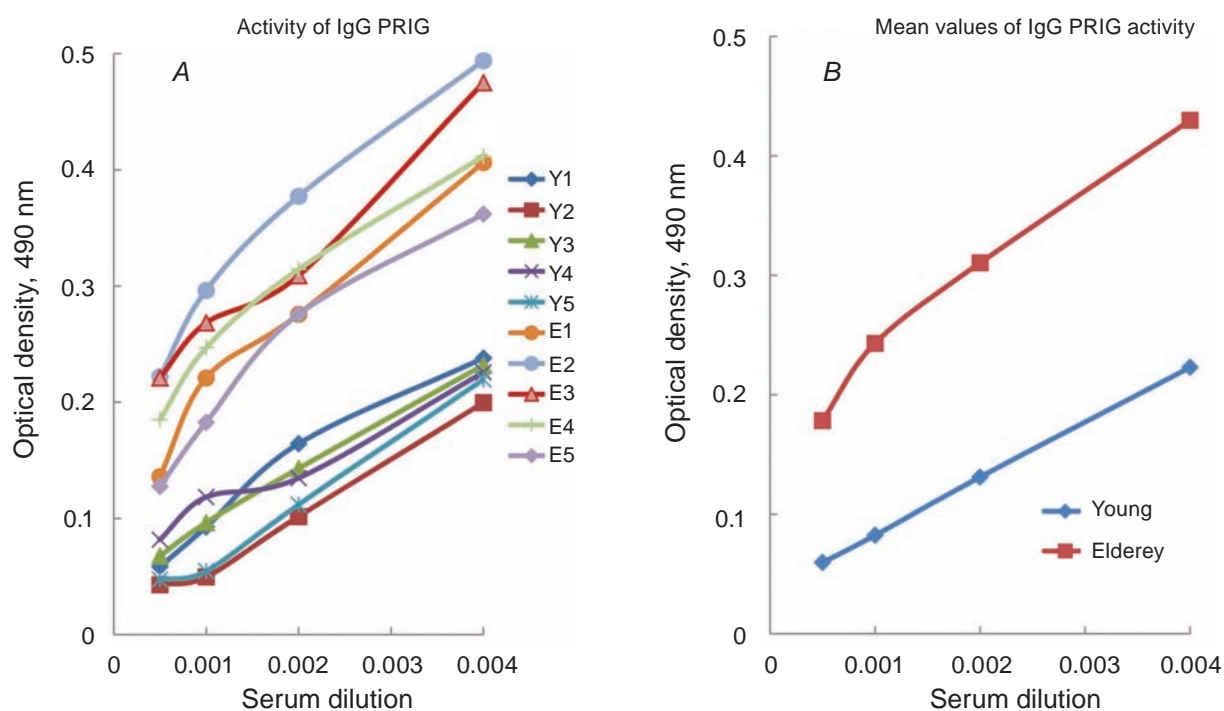 Activity of IgG PRIG
A
0.5
0.4
0.3
0.2
0.1
0
Optical density, 490 nm
0 0.001 0.002 0.003 0.004
Serum dilution
Y1
Y2
Y3
Y4
Y5
E1
E2
E3
E4
E5
Mean values of IgG PRIG activity
B
0.5
0.4
0.3
0.2
0.1
0
Optical density, 490 nm
0 0.001 0.002 0.003 0.004
Serum dilution
Young
Elderey